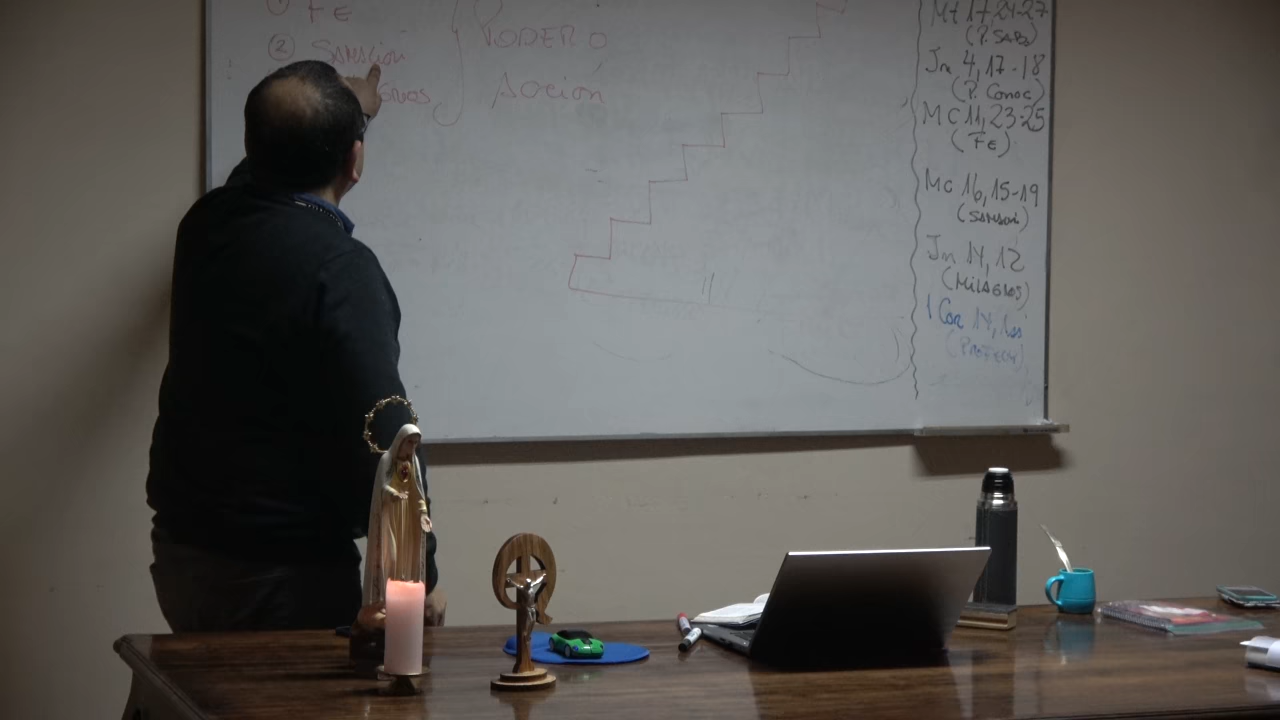 ① FE
② SANACIÓN
PODER O
ACCIÓN
Mt 17,24-27
(P. SAB)
Jn 4,17-18
(P. Conoc)
MC 11,23-25
(FE)
MC 16,15-19
(SANACIÓN)
Jn 14,12
(MILAGROS)
1 Cor 14,1ss
(PROFECÍA)